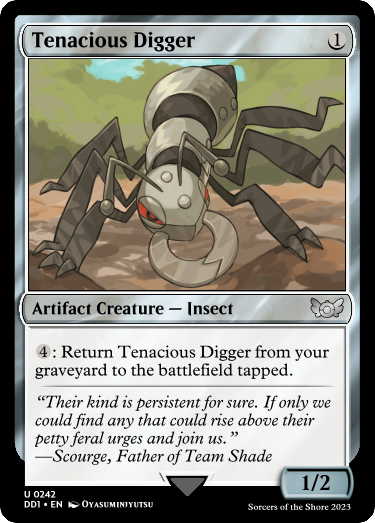 Tenacious Digger 1
Artifact Creature — Insect
4: Return Tenacious Digger from your
graveyard to the battlefield tapped.
“Their kind is persistent for sure. If only we
could find any that could rise above their
petty feral urges and join us.”
—Scourge, Father of Team Shade
1/2
U 0242
DD1 • EN Oyasuminiyutsu
Sorcers of the Shore 2023